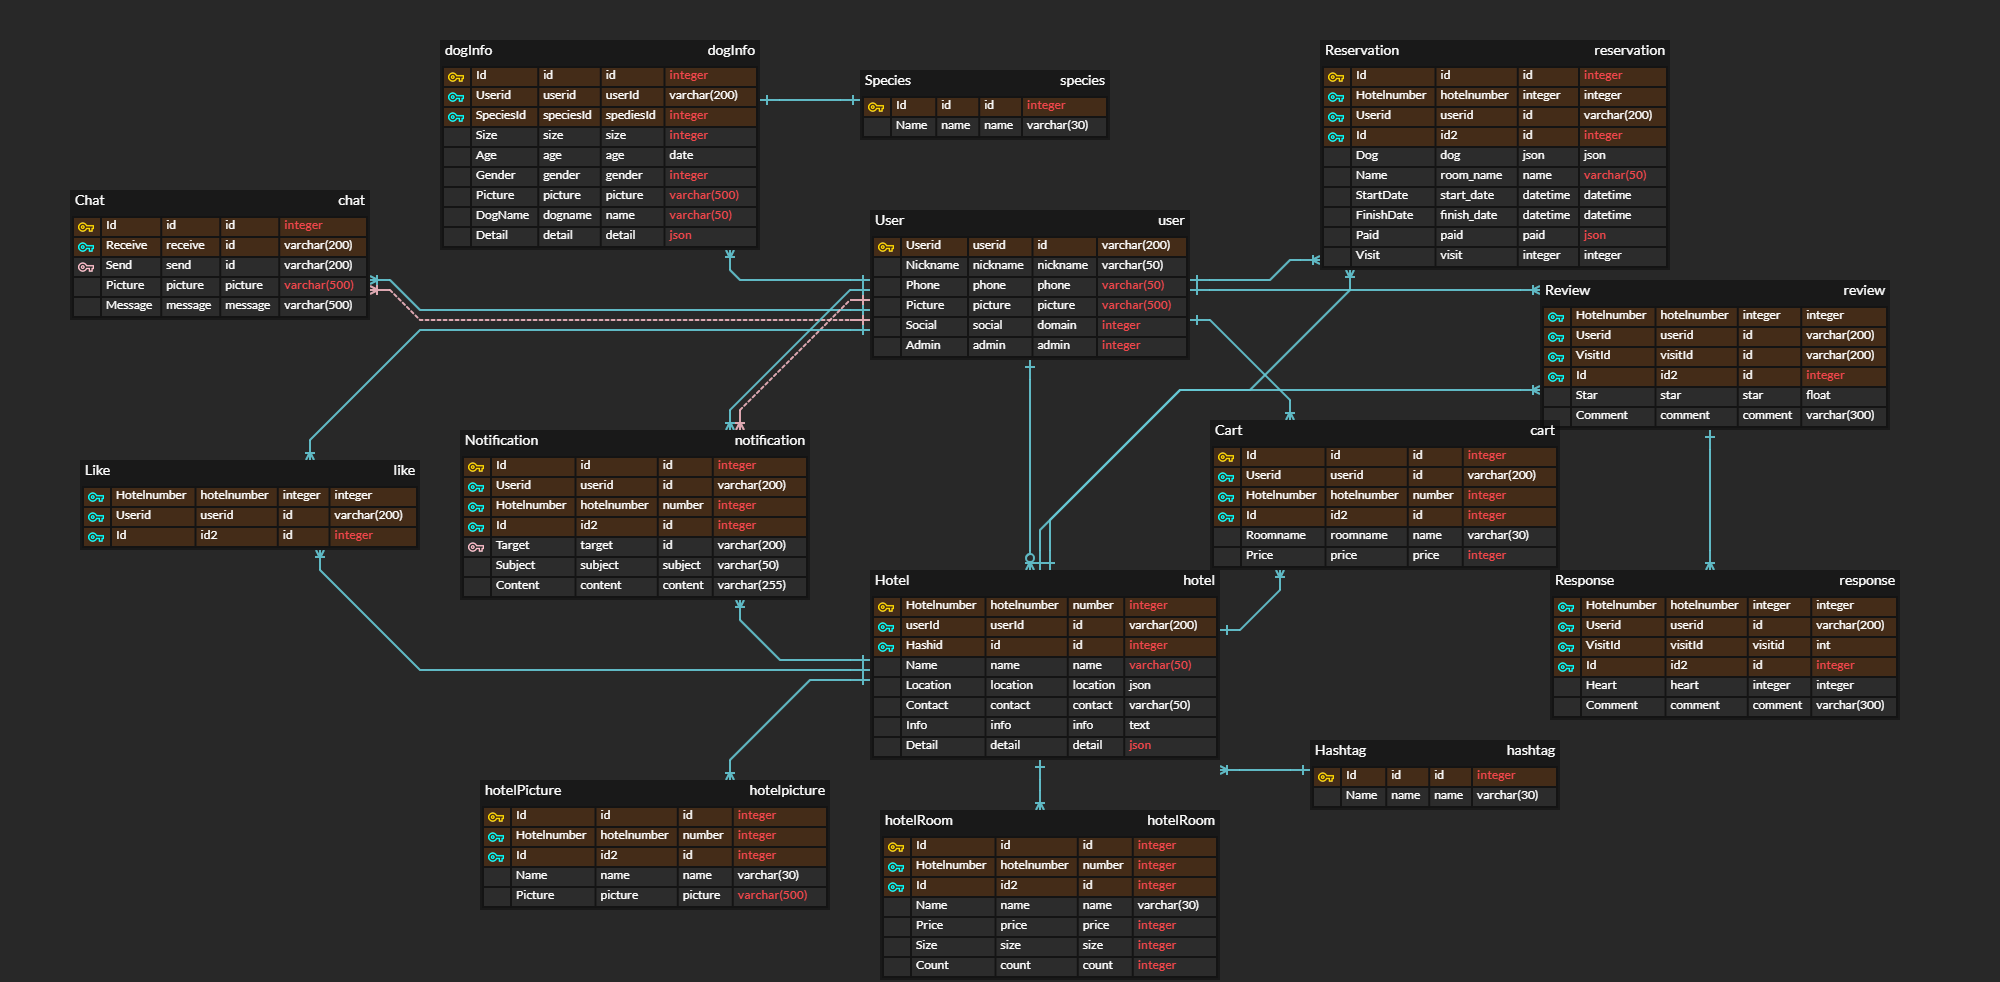 dogInfo dogInfo
Id id id integer
Userid userid userId varchar(200)
SpeciesId speciesId spediesId integer
Size size size integer
Age age age date
Gender gender gender integer
Picture picture picture varchar(500)
DogName dogname name varchar(50)
Detail detail detail json
Species species
Id id id integer
Name name name varchar(30)
Reservation reservation
Id id id integer
Hotelnumber hotelnumber integer integer
Userid userid id varchar(200)
Id id2 id integer
Dog dog json json
Name room_name name varchar(50)
StartDate start_date datetime datetime
FinishDate finish_date datetime datetime
Paid paid paid json
Visit visit integer integer
Chat chat
Id id id integer
Receive receive id varchar(200)
Send send id varchar(200)
Picture picture picture varchar(500)
Message message message varchar(500)
User user
Userid userid id varchar(200)
Nickname nickname nickname varchar(50)
Phone phone phone varchar(50)
Picture picture picture varchar(500)
Social social domain integer
Admin admin admin integer
Review review
Hotelnumber hotelnumber integer integer
Userid userid id varchar(200)
VisitId visitId id varchar(200)
Id id2 id integer
Star star star float
Comment comment comment varchar(300)
Like like
Hotelnumber hotelnumber integer integer
Userid userid id varchar(200)
Id id2 id integer
Notification notification
Id id id integer
Userid userid id varchar(200)
Hotelnumber hotelnumber number integer
Id id2 id integer
Target target id varchar(200)
Subject subject subject varchar(50)
Content content content varchar(255)
Cart cart
Id id id integer
Userid userid id varchar(200)
Hotelnumber hotelnumber number integer
Id id2 id integer
Roomname roomname name varchar(30)
Price price price integer
Hotel hotel
Hotelnumber hotelnumber number integer
userId userId id varchar(200)
Hashid id id integer
Name name name varchar(50)
Location location location json
Contact contact contact varchar(50)
Info info info text
Detail detail detail json
Response response
Hotelnumber hotelnumber integer integer
Userid userid id varchar(200)
VisitId visitId visitid int
Id id2 id integer
Heart heart integer integer
Comment comment comment varchar(300)
Hashtag hashtag
Id id id integer
Name name name varchar(30)
hotelPicture hotelpicture
Id id id integer
Hotelnumber hotelnumber number integer
Id id2 id integer
Name name name varchar(30)
Picture picture picture varchar(500)
hotelRoom hotelRoom
Id id id integer
Hotelnumber hotelnumber number integer
Id id2 id integer
Name name name varchar(30)
Price price price integer
Size size size integer
Count count count integer